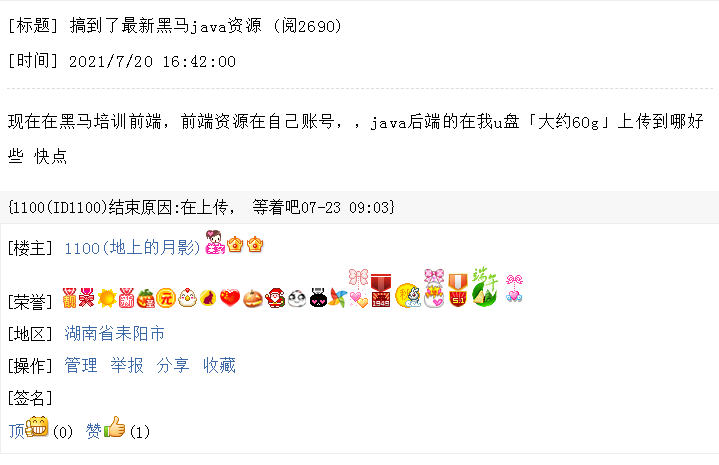 [标题] 搞到了最新黑马java资源 (阅2690)
[时间] 2021/7/20 16:42:00
现在在黑马培训前端，前端资源在自己账号，，java后端的在我u盘「大约60g」上传到哪好
些 快点
{1100(ID1100)结束原因:在上传， 等着吧07-23 09:03}
[楼主] 1100(地上的月影)
[荣誉]
[地区] 湖南省耒阳市
[操作] 管理 举报 分享 收藏
[签名]
顶(0) 赞(1)